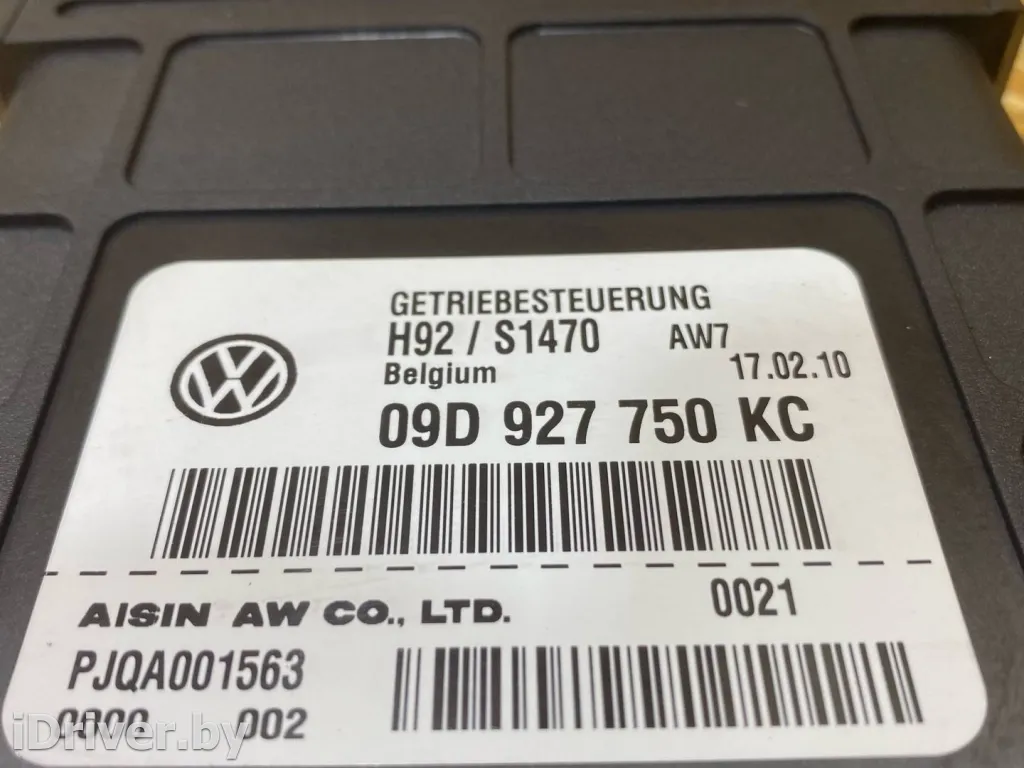 GETRIEBESTEUERUNG
H92 / S1470 AW7
Belgium 17.02.10
09D 927 750 KC
0021
AISIN AW CO., LTD.
PJQA001563
002
iDriver.by